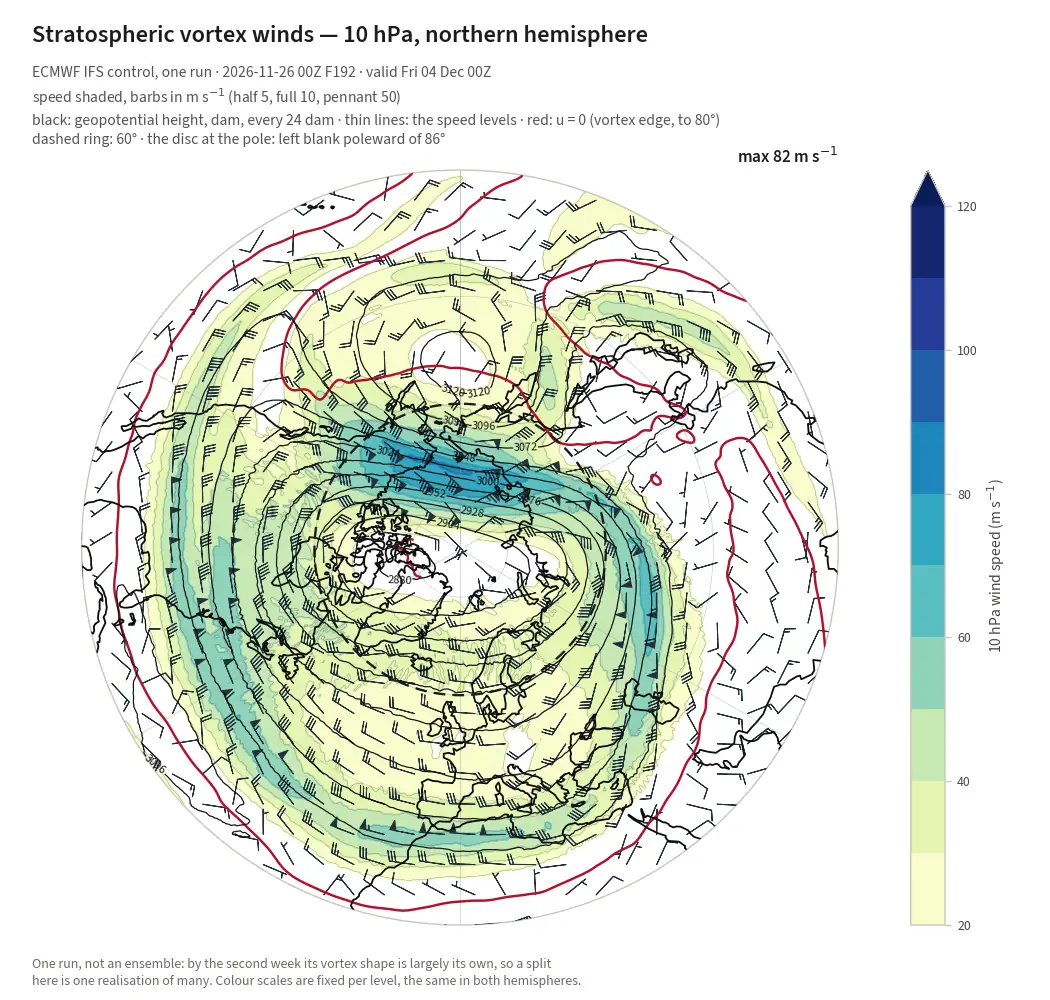 Stratospheric vortex winds — 10 hPa, northern hemisphere
ECMWF IFS control, one run · 2026-11-26 00Z F192 · valid Fri 04 Dec 00Z
speed shaded, barbs in m s⁻¹ (half 5, full 10, pennant 50)
black: geopotential height, dam, every 24 dam · thin lines: the speed levels · red: u = 0 (vortex edge, to 80°)
dashed ring: 60° · the disc at the pole: left blank poleward of 86°
max 82 m s⁻¹
120
100
80
60
40
20
10 hPa wind speed (m s⁻¹)
3120
3120
3096
3072
3000
2952
2976
2928
2880
3096
One run, not an ensemble: by the second week its vortex shape is largely its own, so a split
here is one realisation of many. Colour scales are fixed per level, the same in both hemispheres.